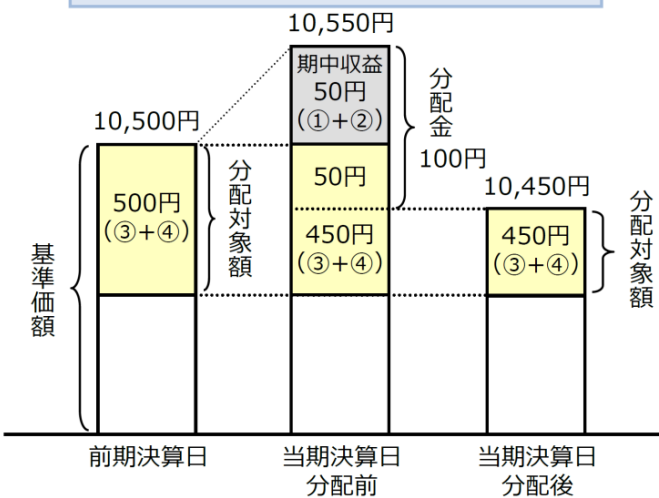 10,550円
期中収益
50円
(①+②)
分配金
100円
10,500円
500円
(③+④)
分配対象額
50円
450円
(③+④)
10,450円
450円
(③+④)
分配対象額
基準価額
前期決算日
当期決算日
分配前
当期決算日
分配後